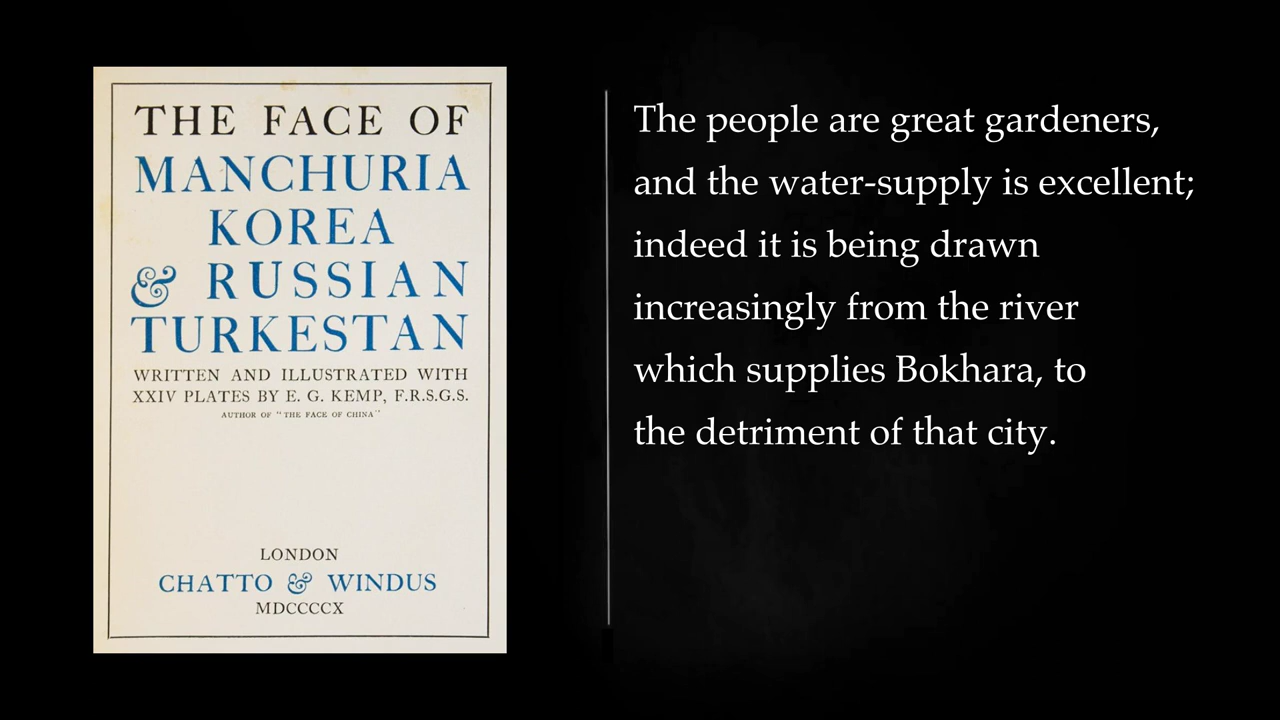 THE FACE OF
MANCHURIA
KOREA
& RUSSIAN
TURKESTAN
WRITTEN AND ILLUSTRATED WITH
XXIV PLATES BY E. G. KEMP, F.R.S.G.S.
AUTHOR OF "THE FACE OF CHINA"
LONDON
CHATTO & WINDUS
MDCCCCX
The people are great gardeners,
and the water-supply is excellent;
indeed it is being drawn
increasingly from the river
which supplies Bokhara, to
the detriment of that city.